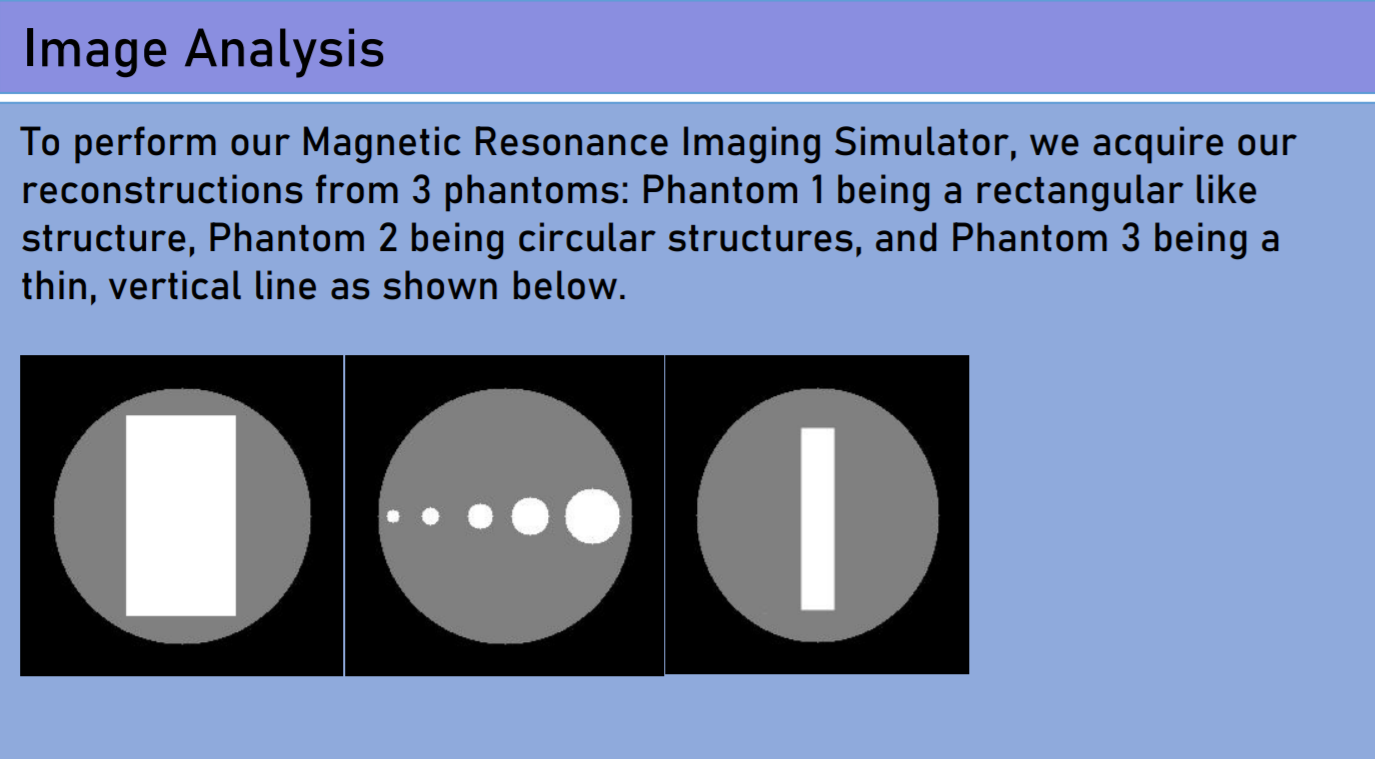 Image Analysis
To perform our Magnetic Resonance Imaging Simulator, we acquire our
reconstructions from 3 phantoms: Phantom 1 being a rectangular like
structure, Phantom 2 being circular structures, and Phantom 3 being a
thin, vertical line as shown below.